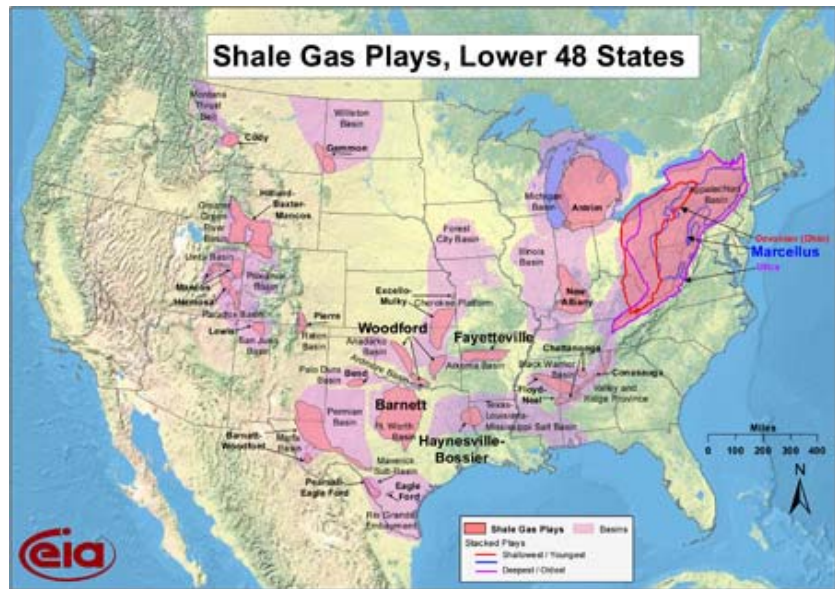 Shale Gas Plays, Lower 48 States
Montana
Thrust
Belt
Cody
Williston
Basin
Gammon
Hilliard-
Baxter-
Mancos
Greater
Green
River
Basin
Uinta Basin
Piceance
Basin
Mancos
Hermosa
Paradox Basin
Lewis
San Juan
Basin
Pierre
Raton
Basin
Forest
City Basin
Excello-
Mulky
Cherokee Platform
Woodford
Anadarko
Basin
Ardmore Basin
Palo Duro
Basin
Bend
Fayetteville
Arkoma Basin
Michigan
Basin
Antrim
Illinois
Basin
New
Albany
Appalachian
Basin
Devonian (Ohio)
Marcellus
Utica
Chattanooga
Black Warrior
Basin
Conasauga
Floyd-
Neal
Valley and
Ridge Province
Barnett
Ft. Worth
Basin
Permian
Basin
Barnett-
Woodford
Marfa
Basin
Texas-
Louisiana-
Mississippi Salt Basin
Haynesville-
Bossier
Maverick
Sub-Basin
Pearsall-
Eagle Ford
Eagle
Ford
Rio Grande
Embayment
Miles
0 100 200 300 400
N
Shale Gas Plays
Basins
Stacked Plays
Shallowest / Youngest
Deepest / Oldest
eia